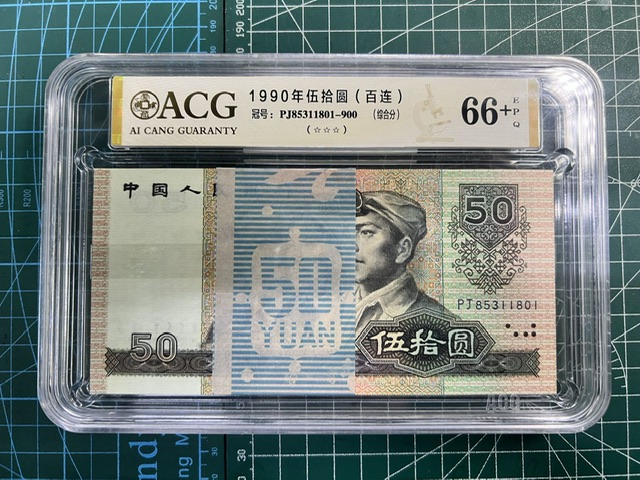 ACG
AI CANG GUARANTY
1990年伍拾圆（百连）
冠号：PJ85311801-900 （综合分）
（☆☆☆）
66+
EPQ
中国人
50
50
YUAN
50
PJ85311801
伍拾圆